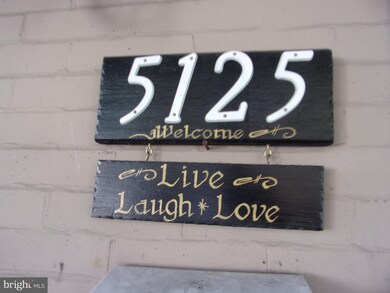 5125
Welcome
Live
Laugh * Love
bright MLS